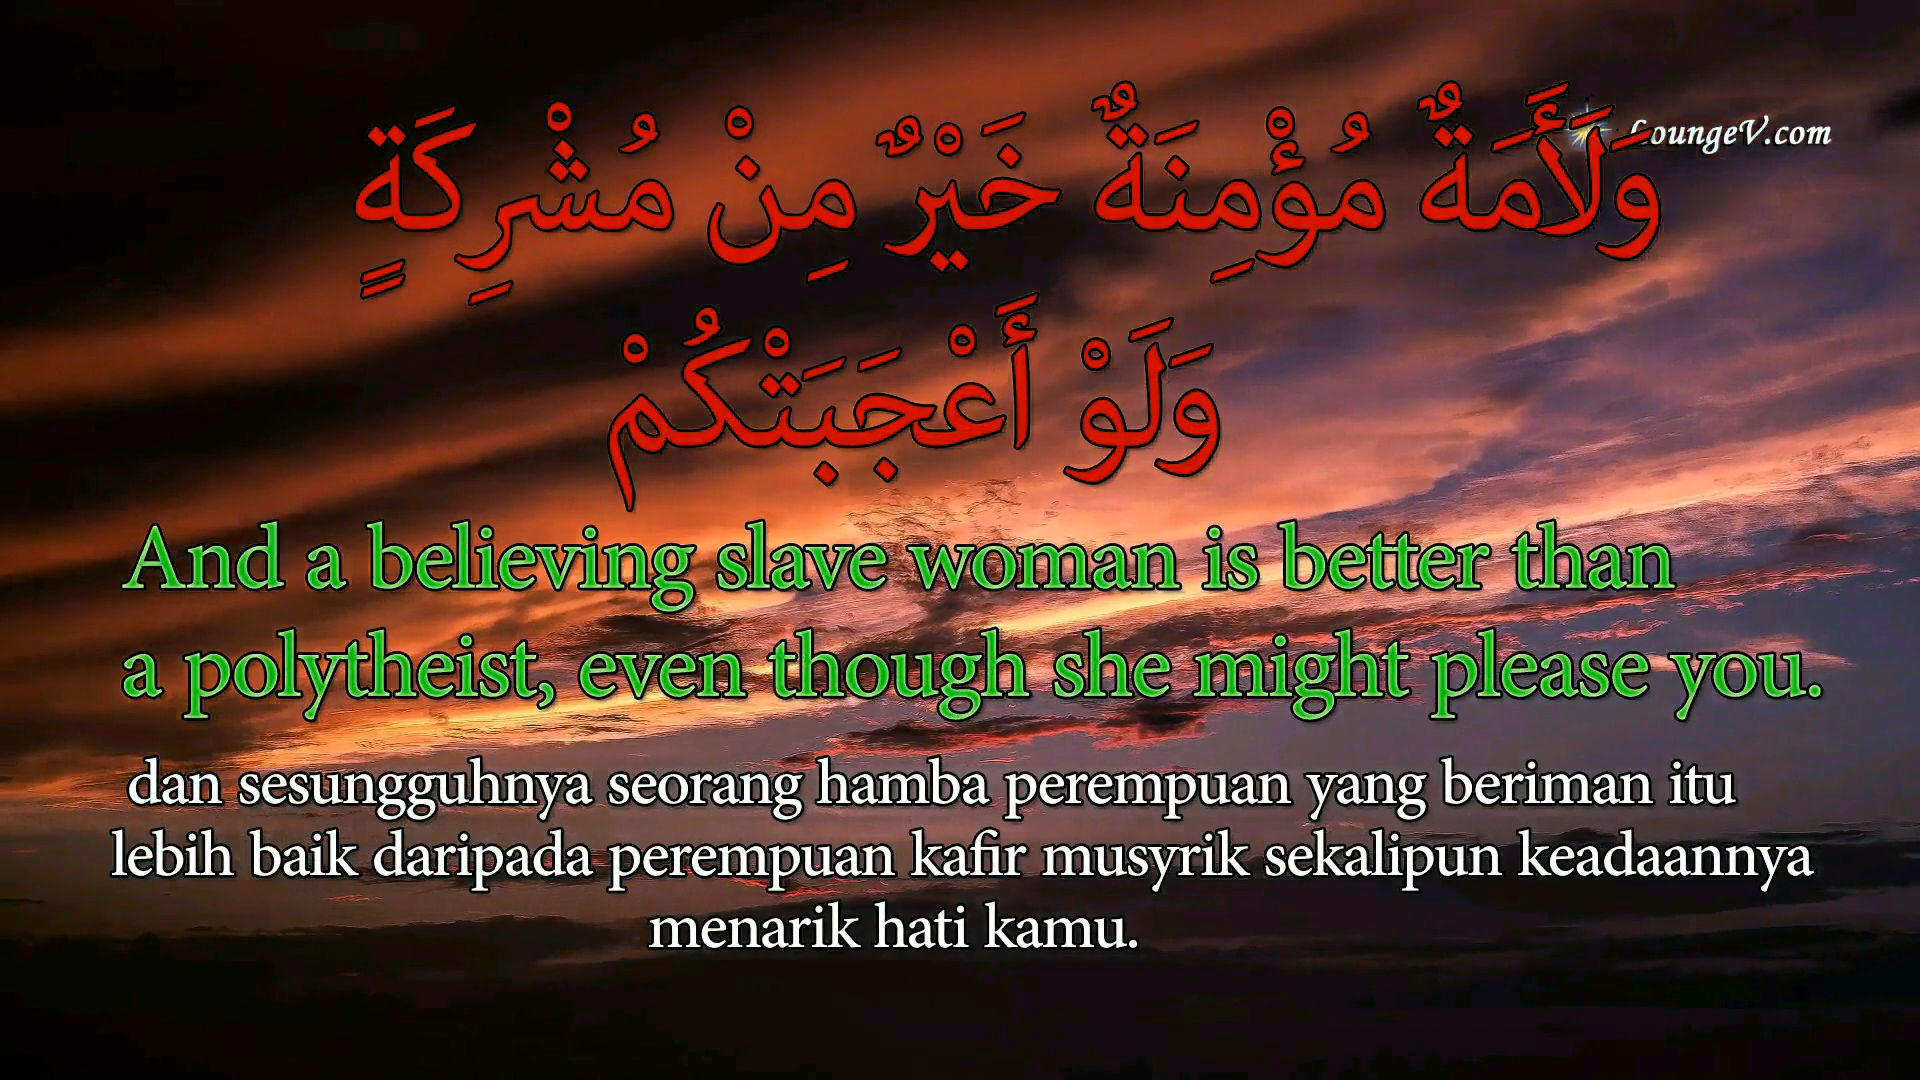 وَلَأَمَةٌ مُؤْمِنَةٌ خَيْرٌ مِنْ مُشْرِكَةٍ
LoungeV.com
وَلَوْ أَعْجَبَتْكُمْ
And a believing slave woman is better than
a polytheist, even though she might please you.
dan sesungguhnya seorang hamba perempuan yang beriman itu
lebih baik daripada perempuan kafir musyrik sekalipun keadaannya
menarik hati kamu.